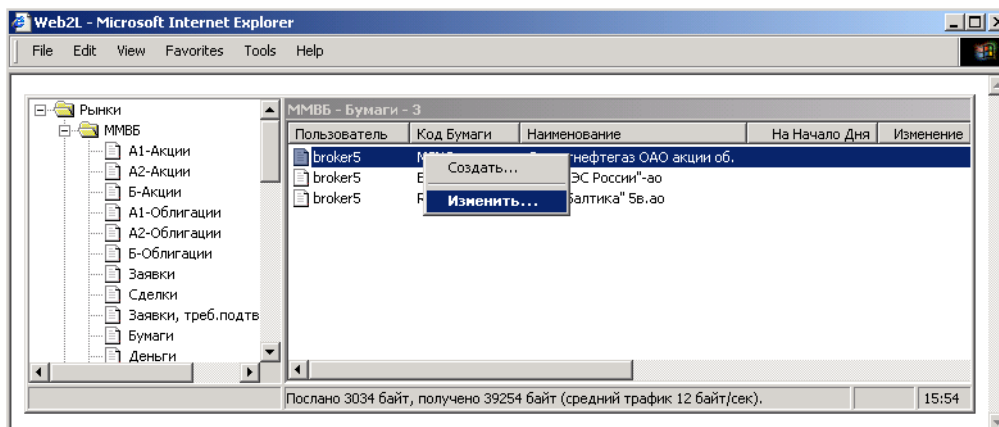 Web2L - Microsoft Internet Explorer
File Edit View Favorites Tools Help
Рынки
ММВБ
А1-Акции
А2-Акции
Б-Акции
А1-Облигации
А2-Облигации
Б-Облигации
Заявки
Сделки
Заявки, треб.подтв
Бумаги
Деньги
ММВБ - Бумаги - 3
Пользователь Код Бумаги Наименование На Начало Дня Изменение
broker5 нефтегаз ОАО акции об.
broker5 ЭС России"-ао
broker5 Балтика" 5в.ао
Создать...
Изменить...
Послано 3034 байт, получено 39254 байт (средний трафик 12 байт/сек). 15:54